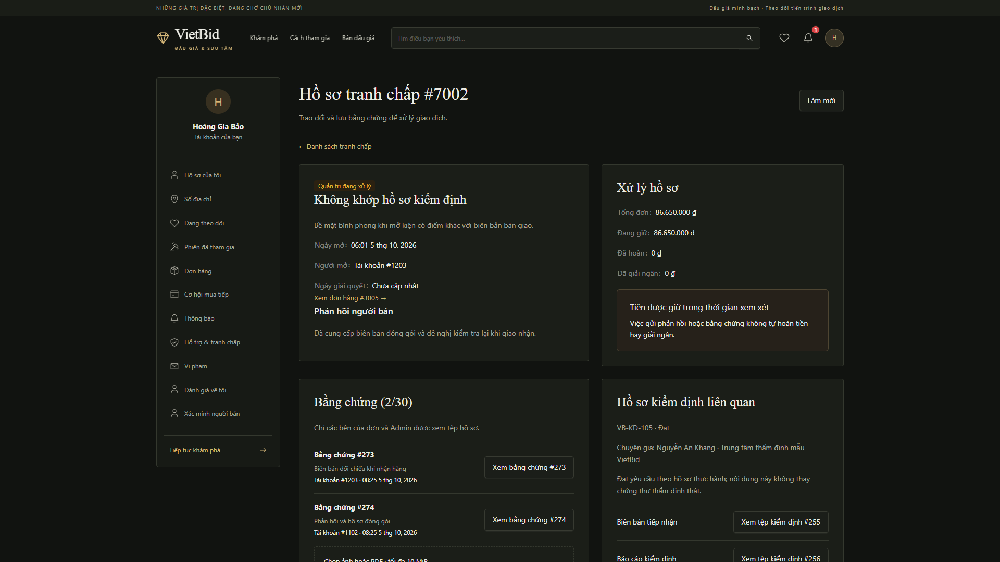 NHỮNG GIÁ TRỊ ĐẶC BIỆT, ĐANG CHỜ CHỦ NHÂN MỚI
Đấu giá minh bạch · Theo dõi tiến trình giao dịch
VietBid
ĐẤU GIÁ & SƯU TẦM
Khám phá
Cách tham gia
Bán đấu giá
Tìm điều bạn yêu thích...
1
H
H
Hoàng Gia Bảo
Tài khoản của bạn
Hồ sơ của tôi
Sổ địa chỉ
Đang theo dõi
Phiên đã tham gia
Đơn hàng
Cơ hội mua tiếp
Thông báo
Hỗ trợ & tranh chấp
Vi phạm
Đánh giá về tôi
Xác minh người bán
Tiếp tục khám phá →
Hồ sơ tranh chấp #7002
Trao đổi và lưu bằng chứng để xử lý giao dịch.
Làm mới
← Danh sách tranh chấp
Quản trị đang xử lý
Không khớp hồ sơ kiểm định
Bề mặt bình phong khi mở kiện có điểm khác với biên bản bàn giao.
Ngày mở: 06:01 5 thg 10, 2026
Người mở: Tài khoản #1203
Ngày giải quyết: Chưa cập nhật
Xem đơn hàng #3005 →
Phản hồi người bán
Đã cung cấp biên bản đóng gói và đề nghị kiểm tra lại khi giao nhận.
Xử lý hồ sơ
Tổng đơn: 86.650.000 ₫
Đang giữ: 86.650.000 ₫
Đã hoàn: 0 ₫
Đã giải ngân: 0 ₫
Tiền được giữ trong thời gian xem xét
Việc gửi phản hồi hoặc bằng chứng không tự hoàn tiền
hay giải ngân.
Bằng chứng (2/30)
Chỉ các bên của đơn và Admin được xem tệp hồ sơ.
Bằng chứng #273
Biên bản đối chiếu khi nhận hàng
Tài khoản #1203 · 08:25 5 thg 10, 2026
Xem bằng chứng #273
Bằng chứng #274
Phản hồi và hồ sơ đóng gói
Tài khoản #1102 · 08:25 5 thg 10, 2026
Xem bằng chứng #274
Chọn ảnh hoặc PDF · tối đa 10 MiB
Hồ sơ kiểm định liên quan
VB-KD-105 · Đạt
Chuyên gia: Nguyễn An Khang · Trung tâm thẩm định mẫu
VietBid
Đạt yêu cầu theo hồ sơ thực hành; nội dung này không thay
chứng thư thẩm định thật.
Biên bản tiếp nhận
Xem tệp kiểm định #255
Báo cáo kiểm định
Xem tệp kiểm định #256